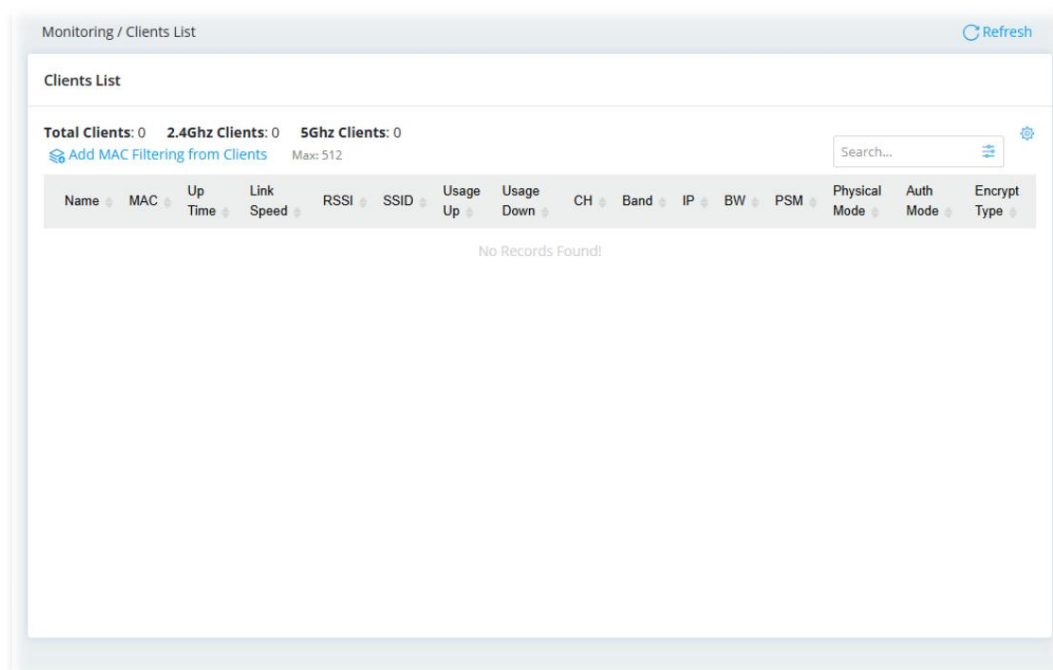 Monitoring / Clients List
Refresh
Clients List
Total Clients: 0 2.4Ghz Clients: 0 5Ghz Clients: 0
Add MAC Filtering from Clients Max: 512
Search...
Name MAC Up Time Link Speed RSSI SSID Usage Up Usage Down CH Band IP BW PSM Physical Mode Auth Mode Encrypt Type
No Records Found!